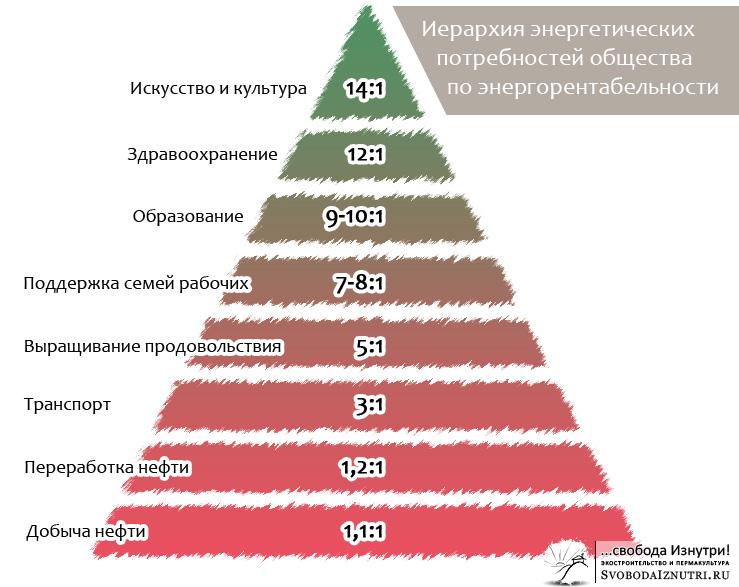 Иерархия энергетических
потребностей общества
по энергорентабельности
Искусство и культура 14:1
Здравоохранение 12:1
Образование 9-10:1
Поддержка семей рабочих 7-8:1
Выращивание продовольствия 5:1
Транспорт 3:1
Переработка нефти 1,2:1
Добыча нефти 1,1:1
...свобода Изнутри!
экостроительство и пермакультура
SvobodaIznutri.ru